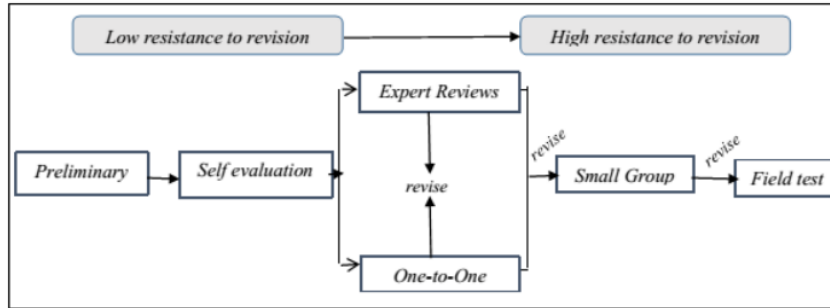 Low resistance to revision
High resistance to revision
Expert Reviews
Preliminary
Self evaluation
revise
revise
Small Group
revise
Field test
One-to-One